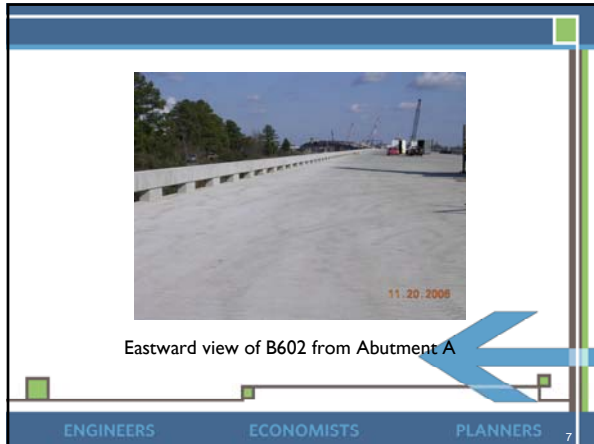 11.20.2006
Eastward view of B602 from Abutment A
ENGINEERS ECONOMISTS PLANNERS 7